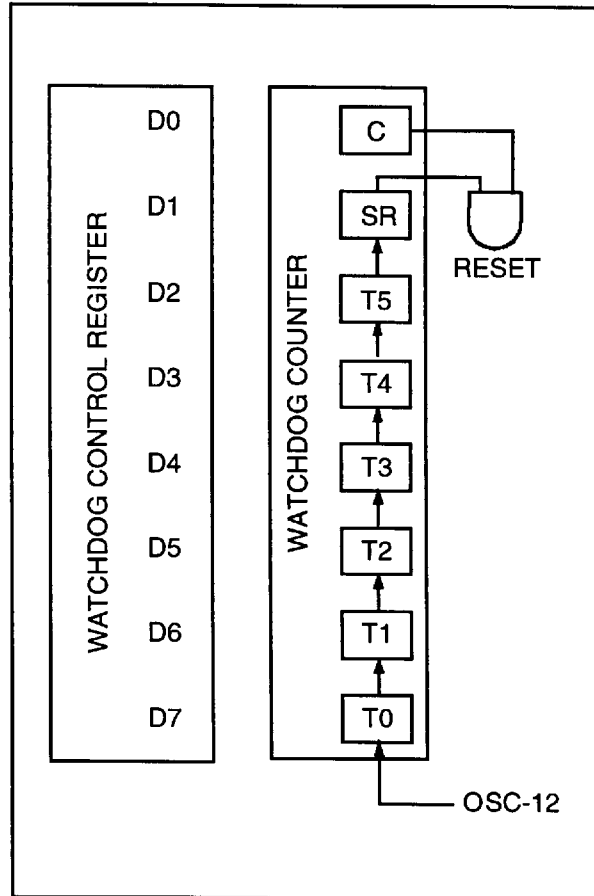 WATCHDOG CONTROL REGISTER
D0
D1
D2
D3
D4
D5
D6
D7
WATCHDOG COUNTER
C
SR
T5
T4
T3
T2
T1
T0
RESET
OSC-12